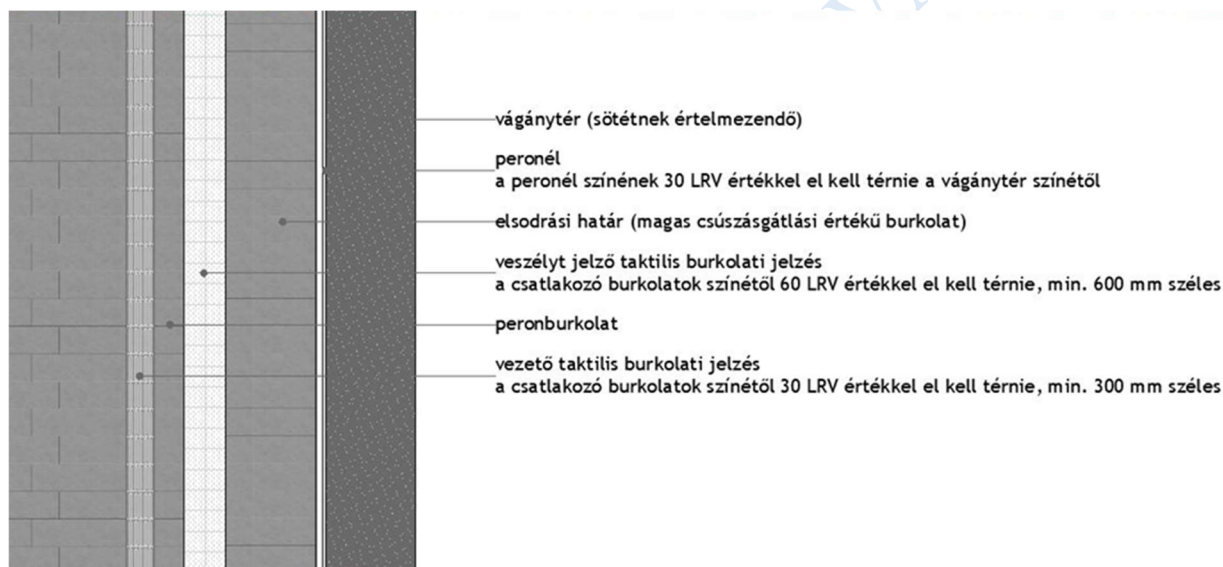 vágánytér (sötétnek értelmezendő)
peronél
a peronél színének 30 LRV értékkel el kell térnie a vágánytér színétől
elsodrási határ (magas csúszásgátlási értékű burkolat)
veszélyt jelző taktilis burkolati jelzés
a csatlakozó burkolatok színétől 60 LRV értékkel el kell térnie, min. 600 mm széles
peronburkolat
vezető taktilis burkolati jelzés
a csatlakozó burkolatok színétől 30 LRV értékkel el kell térnie, min. 300 mm széles